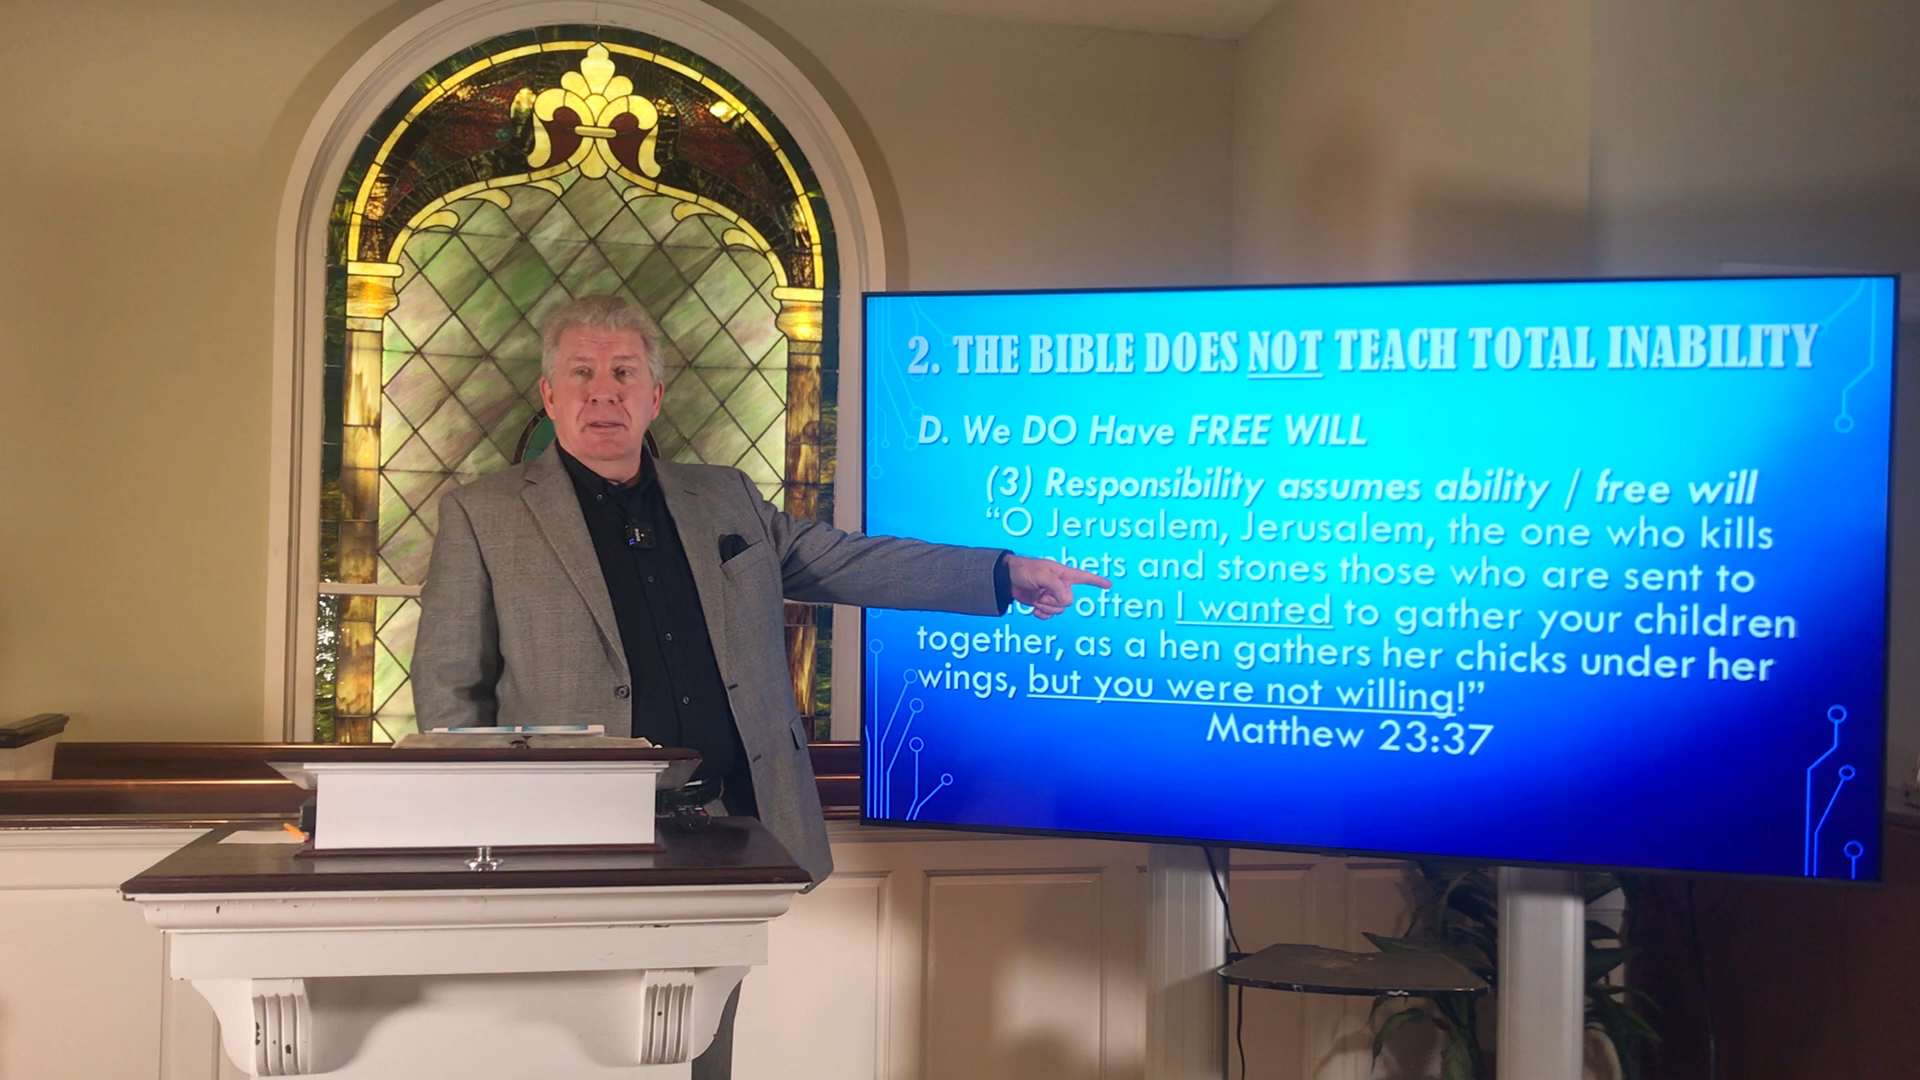 2. THE BIBLE DOES NOT TEACH TOTAL INABILITY
D. We DO Have FREE WILL
(3) Responsibility assumes ability / free will
“O Jerusalem, Jerusalem, the one who kills
and stones those who are sent to
often I wanted to gather your children
together, as a hen gathers her chicks under her
wings, but you were not willing!”
Matthew 23:37